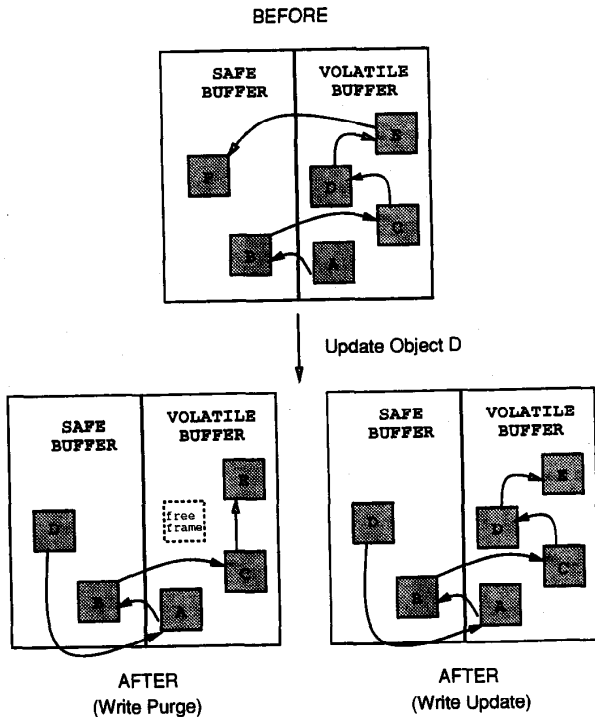 BEFORE
SAFE BUFFER
VOLATILE BUFFER
E
D
C
B
A
Update Object D
SAFE BUFFER
VOLATILE BUFFER
E
free frame
D
C
B
A
SAFE BUFFER
VOLATILE BUFFER
E
D
D
C
B
A
AFTER
(Write Purge)
AFTER
(Write Update)